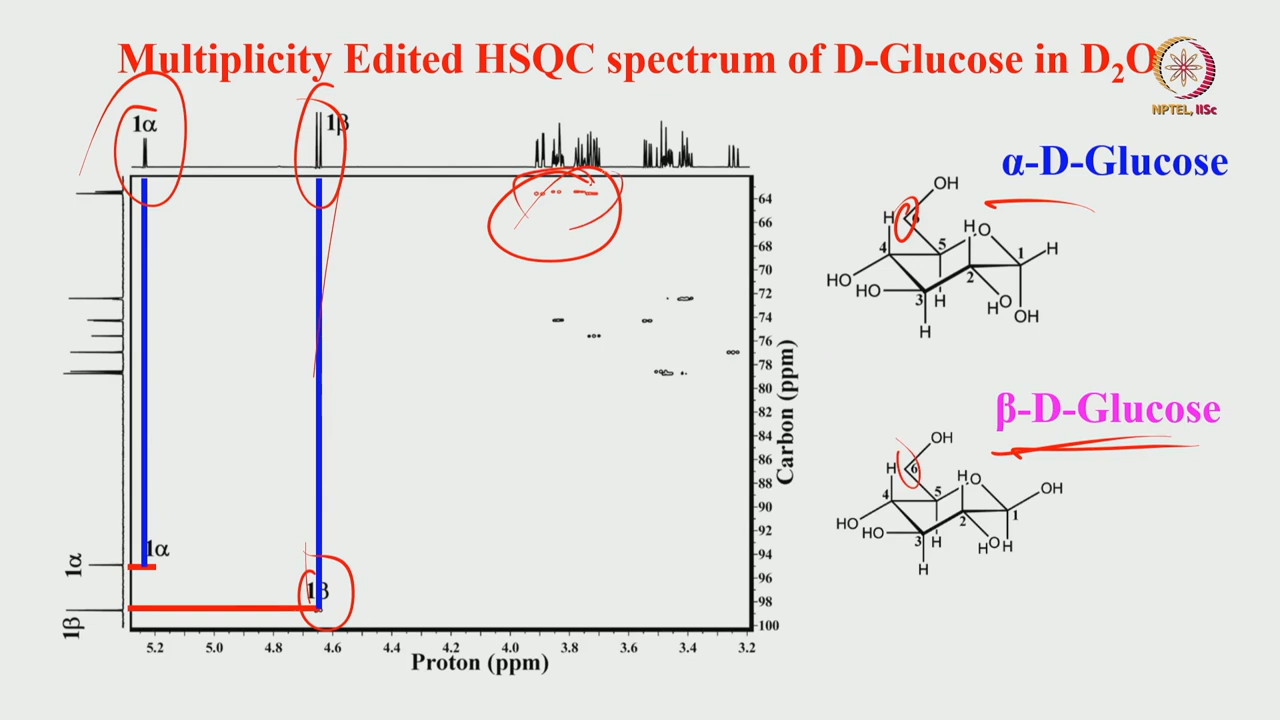 Multiplicity Edited HSQC spectrum of D-Glucose in D₂O
NPTEL, IISc
1α
1β
α-D-Glucose
OH
H
6
H
O
4
5
1
H
HO
HO
2
3
H
HO
OH
H
64
66
68
70
72
74
76
78
80
82
84
86
88
90
92
94
96
98
100
Carbon (ppm)
1α
1β
1α
1β
5.2
5.0
4.8
4.6
4.4
4.2
4.0
3.8
3.6
3.4
3.2
Proton (ppm)
β-D-Glucose
OH
H
6
H
O
OH
4
5
2
1
HO
HO
3
H
HO
H
H